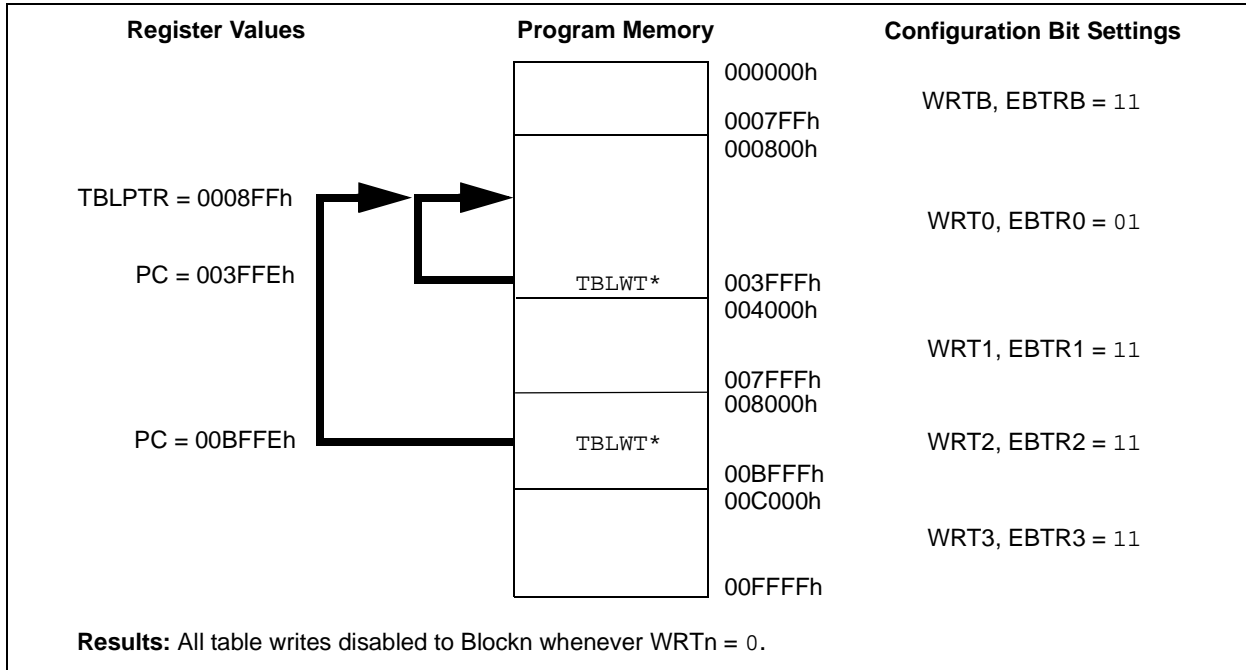 Register Values Program Memory Configuration Bit Settings
000000h
WRTB, EBTRB = 11
0007FFh
000800h
TBLPTR = 0008FFh
WRT0, EBTR0 = 01
PC = 003FFEh TBLWT* 003FFFh
004000h
WRT1, EBTR1 = 11
007FFFh
008000h
PC = 00BFFEh TBLWT* WRT2, EBTR2 = 11
00BFFFh
00C000h
WRT3, EBTR3 = 11
00FFFFh
Results: All table writes disabled to Blockn whenever WRTn = 0.